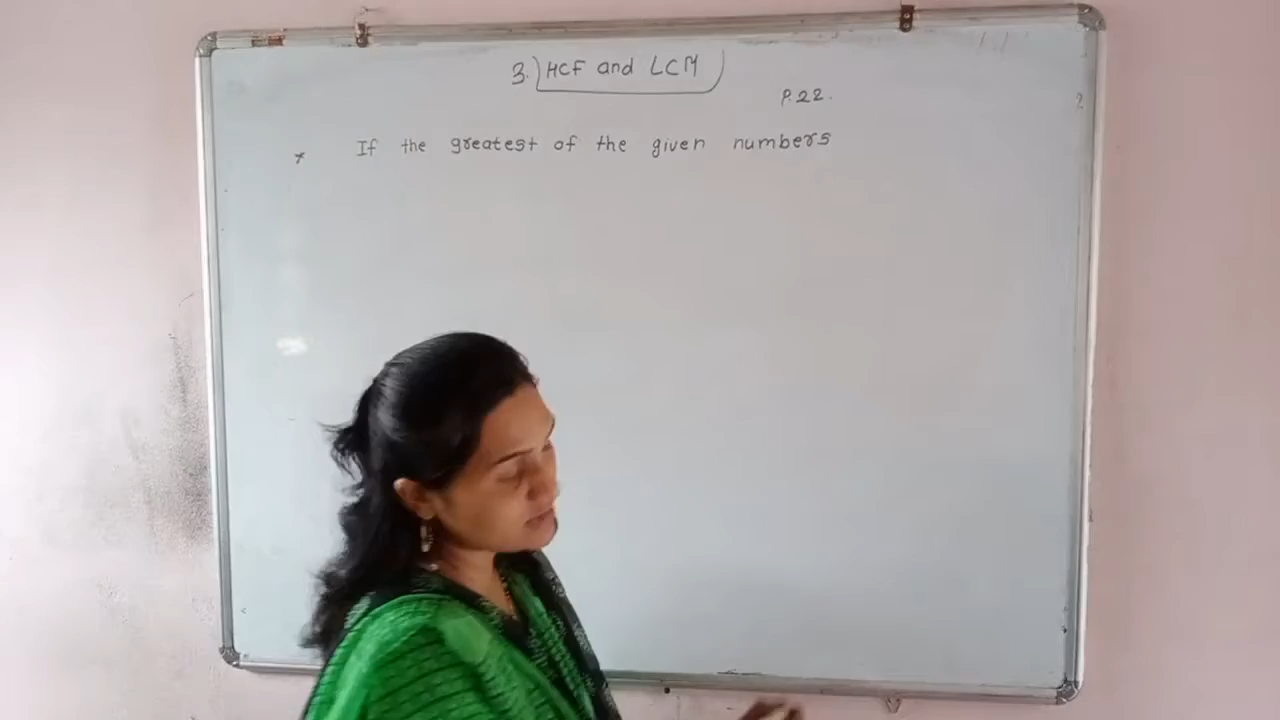 3. HCF and LCM
P.22.
* If the greatest of the given numbers